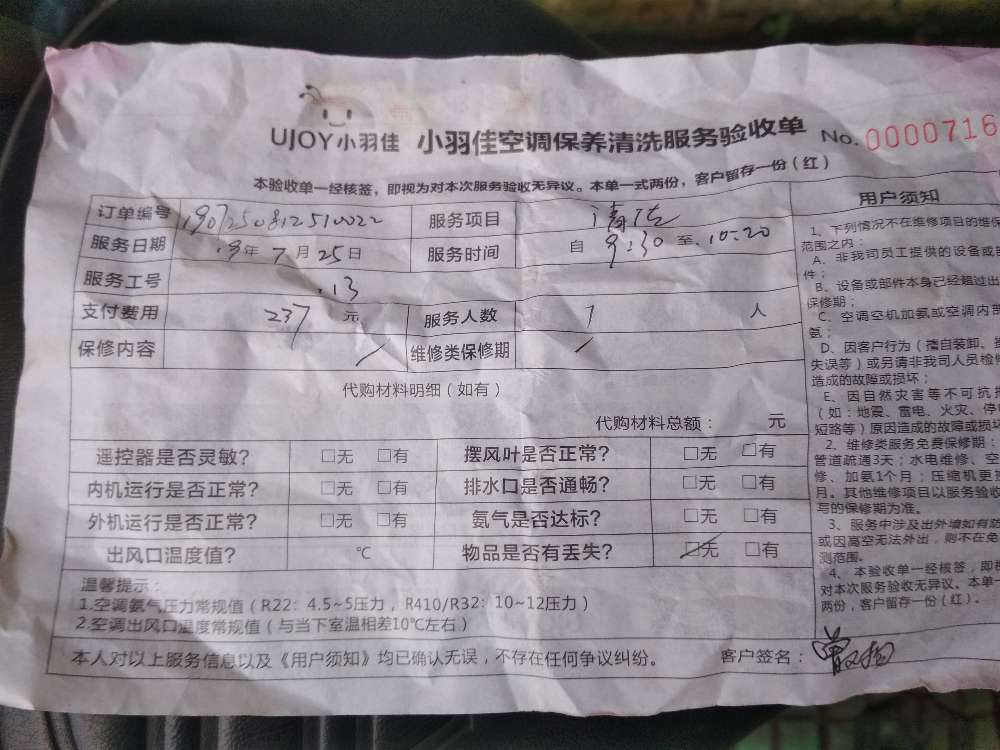 UJOY小羽佳 小羽佳空调保养清洗服务验收单 No.0000716
本验收单一经核签，即视为对本次服务验收无异议。本单一式两份，客户留存一份（红）
订单编号 服务项目 清洗
服务日期 19年7月25日 服务时间 自 9:30 至 10:20
服务工号 13
支付费用 237 元 服务人数 1 人
保修内容 / 维修类保修期 /
代购材料明细（如有）
代购材料总额： 元
遥控器是否灵敏? □无 □有 摆风叶是否正常? □无 □有
内机运行是否正常? □无 □有 排水口是否通畅? □无 □有
外机运行是否正常? □无 □有 氨气是否达标? □无 □有
出风口温度值? ℃ 物品是否有丢失? □无 □有
温馨提示：
1.空调氨气压力常规值（R22：4.5~5压力，R410/R32：10~12压力）
2.空调出风口温度常规值（与当下室温相差10℃左右）
本人对以上服务信息以及《用户须知》均已确认无误，不存在任何争议纠纷。 客户签名：
用户须知
1、下列情况不在维修项目的维保
范围之内：
A、非我司员工提供的设备或部
件；
B、设备或部件本身已经超过出
保修期；
C、空调空机加氨或空调内部
氨；
D、因客户行为（擅自装卸、操
失误等）或另请非我司人员检修
造成的故障或损坏；
E、因自然灾害等不可抗拒
（如：地震、雷电、火灾、停电
短路等）原因造成的故障或损坏
2、维修类服务免费保修期：
管道疏通3天；水电维修、空
修、加氨1个月；压缩机更换
月。其他维修项目以服务验收
写的保修期为准。
3、服务中涉及出外墙如有
或因高空无法外出，则不在免
测范围。
4、本验收单一经核签，即视
对本次服务验收无异议。本单一
两份，客户留存一份（红）。